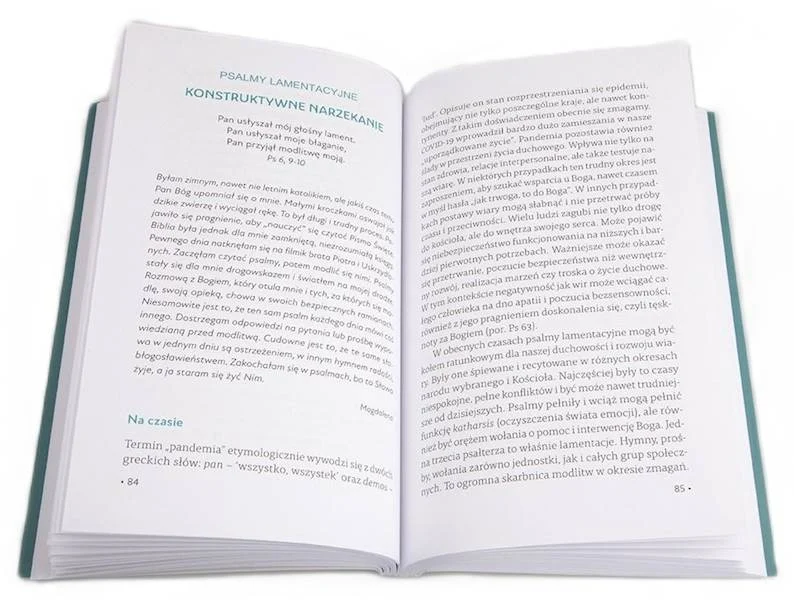 PSALMY LAMENTACYJNE
KONSTRUKTYWNE NARZEKANIE
Pan usłyszał mój głośny lament.
Pan usłyszał moje błaganie,
Pan przyjął modlitwę moją.
Ps 6, 9-10
Byłam zimnym, nawet nie letnim katolikiem, ale jakiś czas temu
Pan Bóg upomniał się o mnie. Małymi kroczkami oswajał jak
dzikie zwierzę i wyciągał rękę. To był długi i trudny proces. Po-
jawiło się pragnienie, aby „nauczyć” się czytać Pismo Święte.
Biblia była jednak dla mnie zamkniętą, niezrozumiałą księgą.
Pewnego dnia natknęłam się na filmik brata Piotra i Uskrzydlo-
nych. Zaczęłam czytać psalmy, potem modlić się nimi. Psalmy
stały się dla mnie drogowskazem i światłem na mojej drodze.
Rozmową z Bogiem, który otula mnie i tych, za których się mo-
dlę, swoją opieką, chowa w swoich bezpiecznych ramionach.
Niesamowite jest to, że ten sam psalm każdego dnia mówi coś
innego. Dostrzegam odpowiedzi na pytania lub prośbę wypo-
wiedzianą przed modlitwą. Cudowne jest to, że te same sło-
wa w jednym dniu są ostrzeżeniem, w innym hymnem radości,
błogosławieństwem. Zakochałam się w psalmach, bo to Słowo
żyje, a ja staram się żyć Nim.
Magdalena
Na czasie
Termin „pandemia” etymologicznie wywodzi się z dwóch
greckich słów: pan – ‘wszystko, wszystek’ oraz demos -
• 84
‘lud’. Opisuje on stan rozprzestrzeniania się epidemii,
obejmujący nie tylko poszczególne kraje, ale nawet kon-
tynenty. Z takim doświadczeniem obecnie się zmagamy.
COVID-19 wprowadził bardzo dużo zamieszania w nasze
„uporządkowane życie”. Pandemia pozostawia również
ślady w przestrzeni życia duchowego. Wpływa nie tylko na
stan zdrowia, relacje interpersonalne, ale także testuje na-
szą wiarę. W niektórych przypadkach ten trudny okres jest
zaproszeniem, aby szukać wsparcia u Boga, nawet czasem
w myśl hasła „jak trwoga, to do Boga”. W innych przypad-
kach postawy wiary mogą słabnąć i nie przetrwać próby
czasu i przeciwności. Wielu ludzi zagubi nie tylko drogę
do kościoła, ale do wnętrza swojego serca. Może pojawić
się niebezpieczeństwo funkcjonowania na niższych i bar-
dziej pierwotnych potrzebach. Ważniejsze może okazać
się przetrwanie, poczucie bezpieczeństwa niż wewnętrz-
ny rozwój, realizacja marzeń czy troska o życie duchowe.
W tym kontekście negatywność jak wir może wciągać ca-
łego człowieka na dno apatii i poczucia bezsensowności,
również z jego pragnieniem doskonalenia się, czyli tęsk-
noty za Bogiem (por. Ps 63).
W obecnych czasach psalmy lamentacyjne mogą być
kołem ratunkowym dla naszej duchowości i rozwoju wia-
ry. Były one śpiewane i recytowane w różnych okresach
narodu wybranego i Kościoła. Najczęściej były to czasy
niespokojne, pełne konfliktów i być może nawet trudniej-
sze od dzisiejszych. Psalmy pełniły i wciąż mogą pełnić
funkcję katharsis (oczyszczenia świata emocji), ale rów-
nież być orężem wołania o pomoc i interwencję Boga. Jed-
na trzecia psałterza to właśnie lamentacje. Hymny, proś-
by, wołania zarówno jednostki, jak i całych grup społecz-
nych. To ogromna skarbnica modlitw w okresie zmagań.
85 •